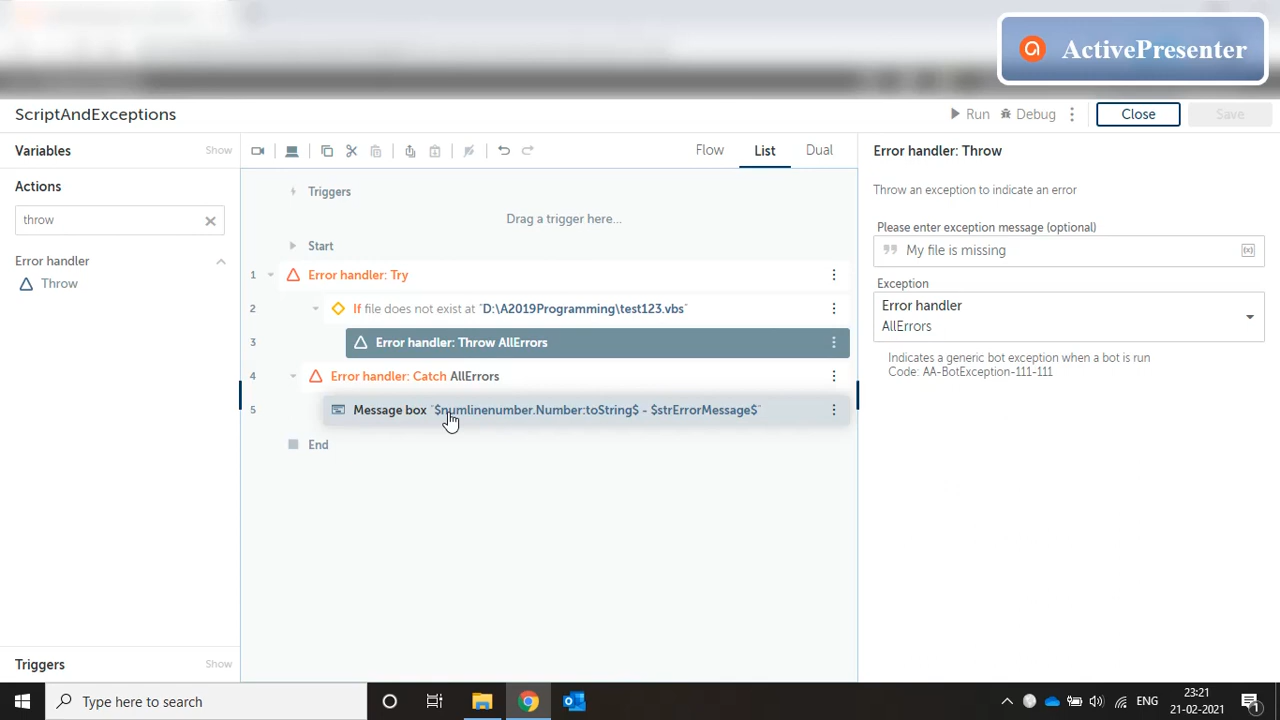 ActivePresenter
ScriptAndExceptions
Run
Debug
Close
Save
Variables
Show
Flow
List
Dual
Error handler: Throw
Actions
throw
Error handler
Throw
Triggers
Drag a trigger here...
Start
1 Error handler: Try
2 If file does not exist at "D:\A2019Programming\test123.vbs"
3 Error handler: Throw AllErrors
4 Error handler: Catch AllErrors
5 Message box "$numlinenumber.Number:toString$ - $strErrorMessage$"
End
Throw an exception to indicate an error
Please enter exception message (optional)
My file is missing
(x)
Exception
Error handler
AllErrors
Indicates a generic bot exception when a bot is run
Code: AA-BotException-111-111
Triggers
Show
Type here to search
ENG
23:21
21-02-2021
1